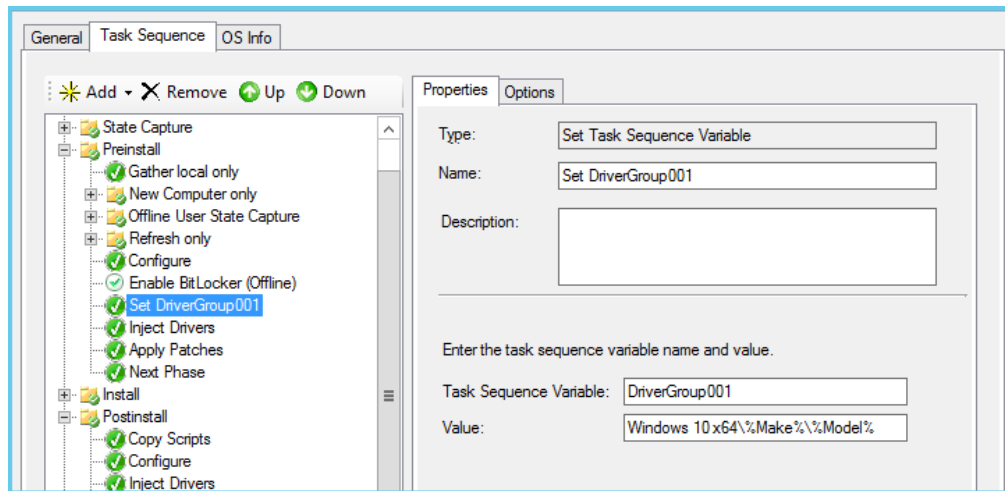 General Task Sequence OS Info
Add Remove Up Down
State Capture
Preinstall
Gather local only
New Computer only
Offline User State Capture
Refresh only
Configure
Enable BitLocker (Offline)
Set DriverGroup001
Inject Drivers
Apply Patches
Next Phase
Install
Postinstall
Copy Scripts
Configure
Inject Drivers
Properties Options
Type: Set Task Sequence Variable
Name: Set DriverGroup001
Description:
Enter the task sequence variable name and value.
Task Sequence Variable: DriverGroup001
Value: Windows 10 x64\%Make%\%Model%